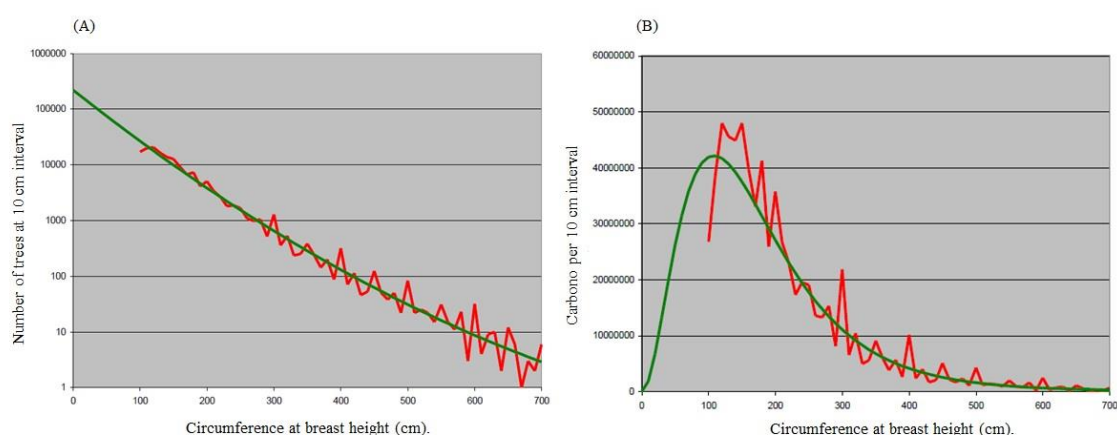 (A)
Number of trees at 10 cm interval
1000000
100000
10000
1000
100
10
1
0 100 200 300 400 500 600 700
Circumference at breast height (cm).
(B)
Carbono per 10 cm interval
60000000
50000000
40000000
30000000
20000000
10000000
0
0 100 200 300 400 500 600 700
Circumference at breast height (cm).